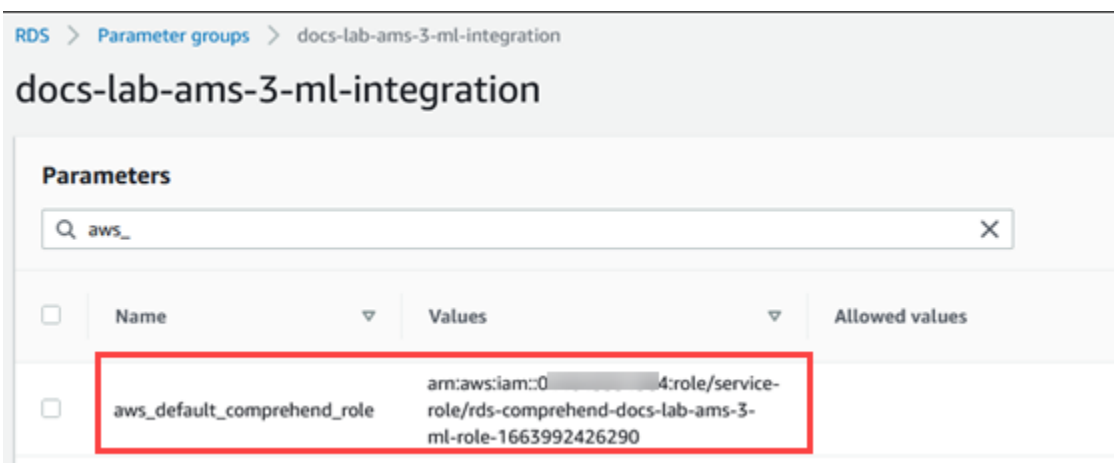 RDS > Parameter groups > docs-lab-ams-3-ml-integration
docs-lab-ams-3-ml-integration
Parameters
aws_
Name Values Allowed values
arn:aws:iam::0 4:role/service-
aws_default_comprehend_role role/rds-comprehend-docs-lab-ams-3-
ml-role-1663992426290